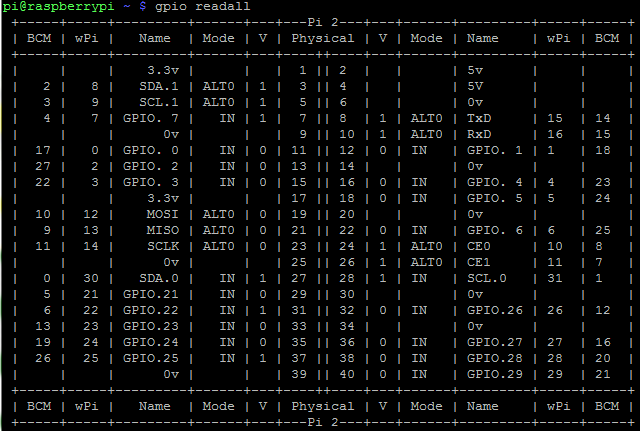 pi@raspberrypi ~ $ gpio readall
+-----+-----+---------+------+---+--Pi 2--+---+------+---------+-----+-----+
| BCM | wPi | Name | Mode | V | Physical | V | Mode | Name | wPi | BCM |
+-----+-----+---------+------+---+----++----+---+------+---------+-----+-----+
| | | 3.3v | | | 1 || 2 | | | 5v | | |
| 2 | 8 | SDA.1 | ALT0 | 1 | 3 || 4 | | | 5V | | |
| 3 | 9 | SCL.1 | ALT0 | 1 | 5 || 6 | | | 0v | | |
| 4 | 7 | GPIO. 7 | IN | 1 | 7 || 8 | 1 | ALT0 | TxD | 15 | 14 |
| | | 0v | | | 9 || 10 | 1 | ALT0 | RxD | 16 | 15 |
| 17 | 0 | GPIO. 0 | IN | 0 | 11 || 12 | 0 | IN | GPIO. 1 | 1 | 18 |
| 27 | 2 | GPIO. 2 | IN | 0 | 13 || 14 | | | 0v | | |
| 22 | 3 | GPIO. 3 | IN | 0 | 15 || 16 | 0 | IN | GPIO. 4 | 4 | 23 |
| | | 3.3v | | | 17 || 18 | 0 | IN | GPIO. 5 | 5 | 24 |
| 10 | 12 | MOSI | ALT0 | 0 | 19 || 20 | | | 0v | | |
| 9 | 13 | MISO | ALT0 | 0 | 21 || 22 | 0 | IN | GPIO. 6 | 6 | 25 |
| 11 | 14 | SCLK | ALT0 | 0 | 23 || 24 | 1 | ALT0 | CE0 | 10 | 8 |
| | | 0v | | | 25 || 26 | 1 | ALT0 | CE1 | 11 | 7 |
| 0 | 30 | SDA.0 | IN | 1 | 27 || 28 | 1 | IN | SCL.0 | 31 | 1 |
| 5 | 21 | GPIO.21 | IN | 0 | 29 || 30 | | | 0v | | |
| 6 | 22 | GPIO.22 | IN | 1 | 31 || 32 | 0 | IN | GPIO.26 | 26 | 12 |
| 13 | 23 | GPIO.23 | IN | 0 | 33 || 34 | | | 0v | | |
| 19 | 24 | GPIO.24 | IN | 0 | 35 || 36 | 0 | IN | GPIO.27 | 27 | 16 |
| 26 | 25 | GPIO.25 | IN | 1 | 37 || 38 | 0 | IN | GPIO.28 | 28 | 20 |
| | | 0v | | | 39 || 40 | 0 | IN | GPIO.29 | 29 | 21 |
+-----+-----+---------+------+---+----++----+---+------+---------+-----+-----+
| BCM | wPi | Name | Mode | V | Physical | V | Mode | Name | wPi | BCM |
+-----+-----+---------+------+---+--Pi 2--+---+------+---------+-----+-----+